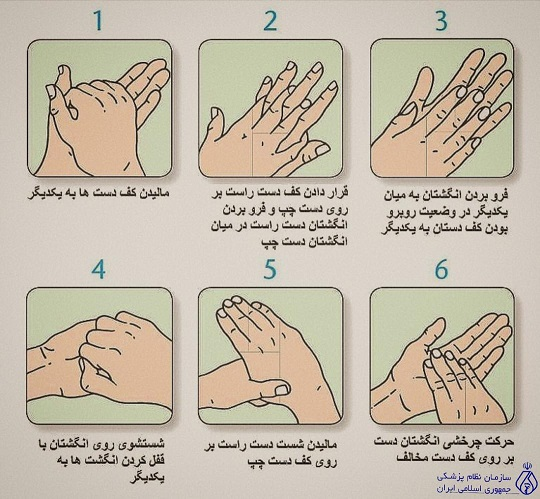 1
مالیدن کف دست ها به یکدیگر
2
قرار دادن کف دست راست بر
روی دست چپ و فرو بردن
انگشتان دست راست در میان
انگشتان دست چپ
3
فرو بردن انگشتان به میان
یکدیگر در وضعیت روبرو
بودن کف دستان به یکدیگر
4
شستشوی روی انگشتان با
قفل کردن انگشت ها به
یکدیگر
5
مالیدن شست دست راست بر
روی کف دست چپ
6
حرکت چرخشی انگشتان دست
بر روی کف دست مخالف
سازمان نظام پزشکی
جمهوری اسلامی ایران